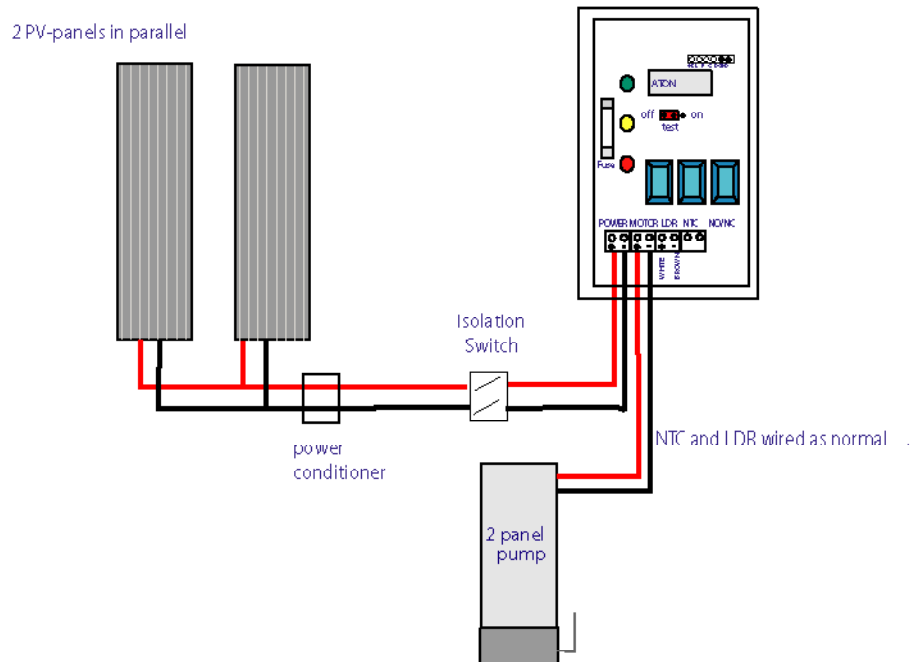 2 PV-panels in parallel
ATON
off on
test
Fuse
POWER MOTOR LDR NTC NO/NC
+ - + - + -
WHITE
BROWN
Isolation
Switch
NTC and LDR wired as normal .
power
conditioner
2 panel
pump